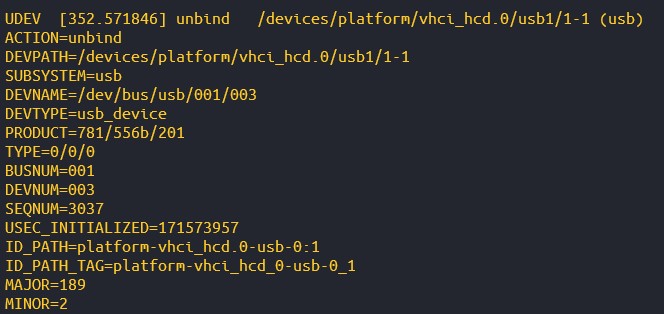 UDEV  [352.571846] unbind   /devices/platform/vhci_hcd.0/usb1/1-1 (usb)
ACTION=unbind
DEVPATH=/devices/platform/vhci_hcd.0/usb1/1-1
SUBSYSTEM=usb
DEVNAME=/dev/bus/usb/001/003
DEVTYPE=usb_device
PRODUCT=781/556b/201
TYPE=0/0/0
BUSNUM=001
DEVNUM=003
SEQNUM=3037
USEC_INITIALIZED=171573957
ID_PATH=platform-vhci_hcd.0-usb-0:1
ID_PATH_TAG=platform-vhci_hcd_0-usb-0_1
MAJOR=189
MINOR=2